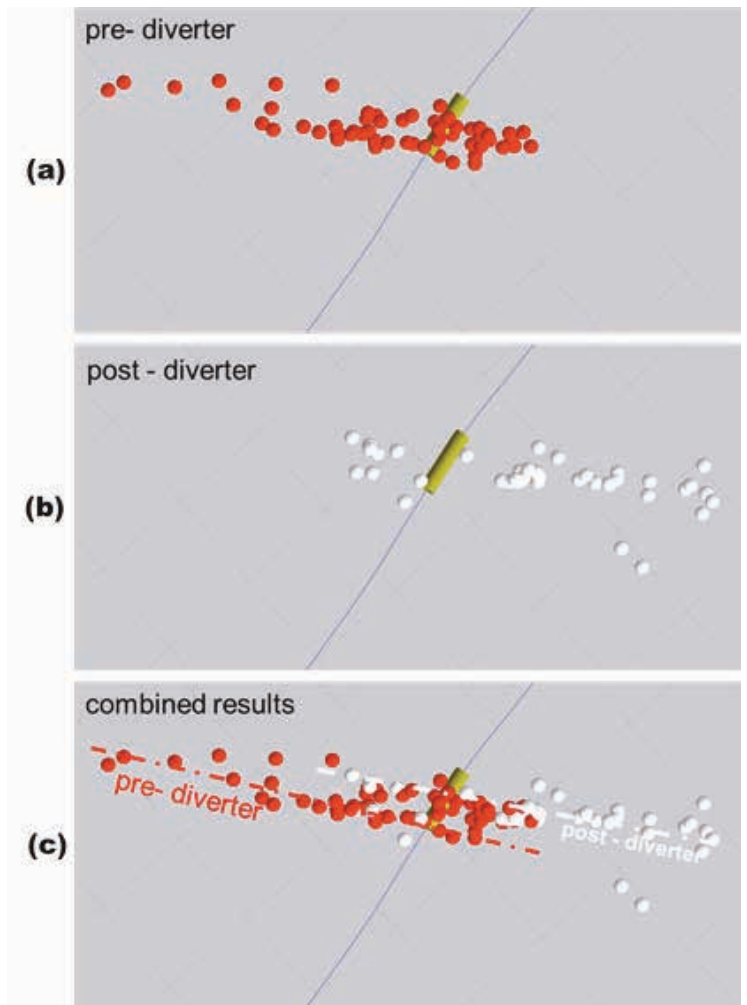 pre- diverter
(a)
post - diverter
(b)
combined results
pre- diverter
post - diverter
(c)